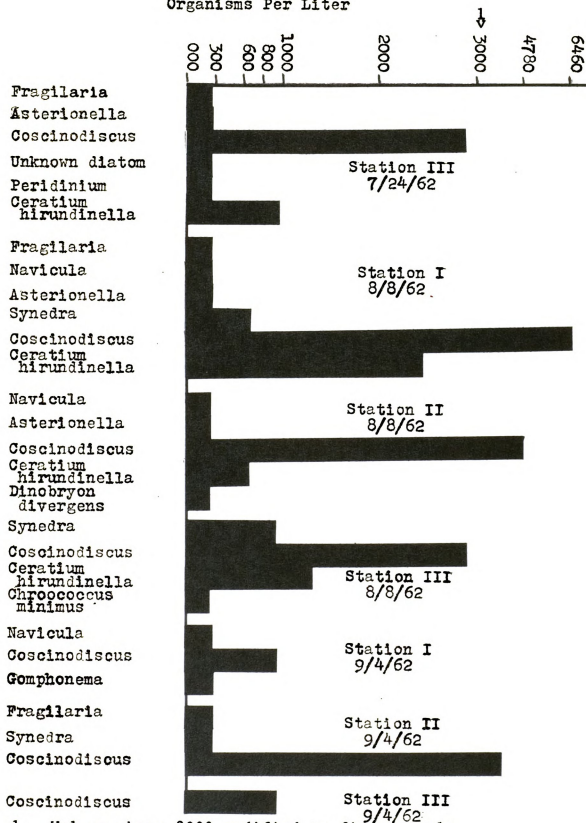 Organisms Per Liter
1
000 300 600 800 1000 2000 3000 4780 6460
Fragilaria
Asterionella
Coscinodiscus
Unknown diatom
Peridinium
Ceratium
hirundinella
Station III
7/24/62
Fragilaria
Navicula
Asterionella
Synedra
Coscinodiscus
Ceratium
hirundinella
Station I
8/8/62
Navicula
Asterionella
Coscinodiscus
Ceratium
hirundinella
Dinobryon
divergens
Station II
8/8/62
Synedra
Coscinodiscus
Ceratium
hirundinella
Chroococcus
minimus
Station III
8/8/62
Navicula
Coscinodiscus
Gomphonema
Station I
9/4/62
Fragilaria
Synedra
Coscinodiscus
Station II
9/4/62
Coscinodiscus
Station III
9/4/62